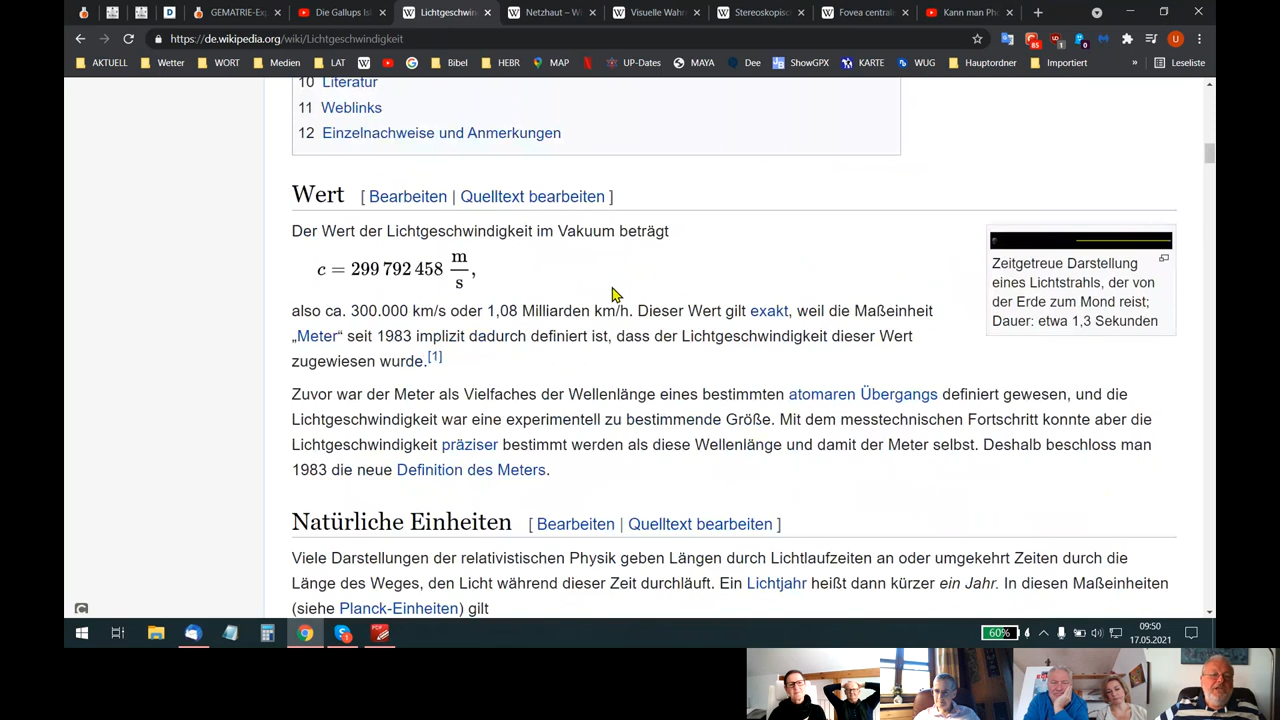 GEMATRIE-Ex
Die Gallups Is
Lichtgeschwin
Netzhaut – W
Visuelle Wahr
Stereoskopisc
Fovea central
Kann man Ph
https://de.wikipedia.org/wiki/Lichtgeschwindigkeit
85
1
0
U
AKTUELL
Wetter
WORT
Medien
LAT
Bibel
HEBR
MAP
UP-Dates
MAYA
Dee
ShowGPX
KARTE
WUG
Hauptordner
Importiert
»
Leseliste
10 Literatur
11 Weblinks
12 Einzelnachweise und Anmerkungen
Wert [ Bearbeiten | Quelltext bearbeiten ]
Der Wert der Lichtgeschwindigkeit im Vakuum beträgt
c = 299 792 458 m/s,
also ca. 300.000 km/s oder 1,08 Milliarden km/h. Dieser Wert gilt exakt, weil die Maßeinheit
„Meter“ seit 1983 implizit dadurch definiert ist, dass der Lichtgeschwindigkeit dieser Wert
zugewiesen wurde.[1]
Zeitgetreue Darstellung
eines Lichtstrahls, der von
der Erde zum Mond reist;
Dauer: etwa 1,3 Sekunden
Zuvor war der Meter als Vielfaches der Wellenlänge eines bestimmten atomaren Übergangs definiert gewesen, und die
Lichtgeschwindigkeit war eine experimentell zu bestimmende Größe. Mit dem messtechnischen Fortschritt konnte aber die
Lichtgeschwindigkeit präziser bestimmt werden als diese Wellenlänge und damit der Meter selbst. Deshalb beschloss man
1983 die neue Definition des Meters.
Natürliche Einheiten [ Bearbeiten | Quelltext bearbeiten ]
Viele Darstellungen der relativistischen Physik geben Längen durch Lichtlaufzeiten an oder umgekehrt Zeiten durch die
Länge des Weges, den Licht während dieser Zeit durchläuft. Ein Lichtjahr heißt dann kürzer ein Jahr. In diesen Maßeinheiten
(siehe Planck-Einheiten) gilt
60%
09:50
17.05.2021